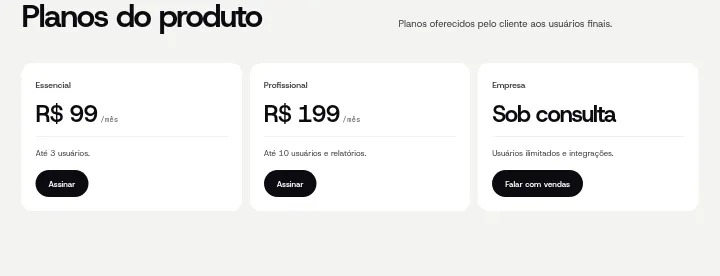 Planos do produto
Planos oferecidos pelo cliente aos usuários finais.
Essencial
R$ 99 /mês
Até 3 usuários.
Assinar
Profissional
R$ 199 /mês
Até 10 usuários e relatórios.
Assinar
Empresa
Sob consulta
Usuários ilimitados e integrações.
Falar com vendas